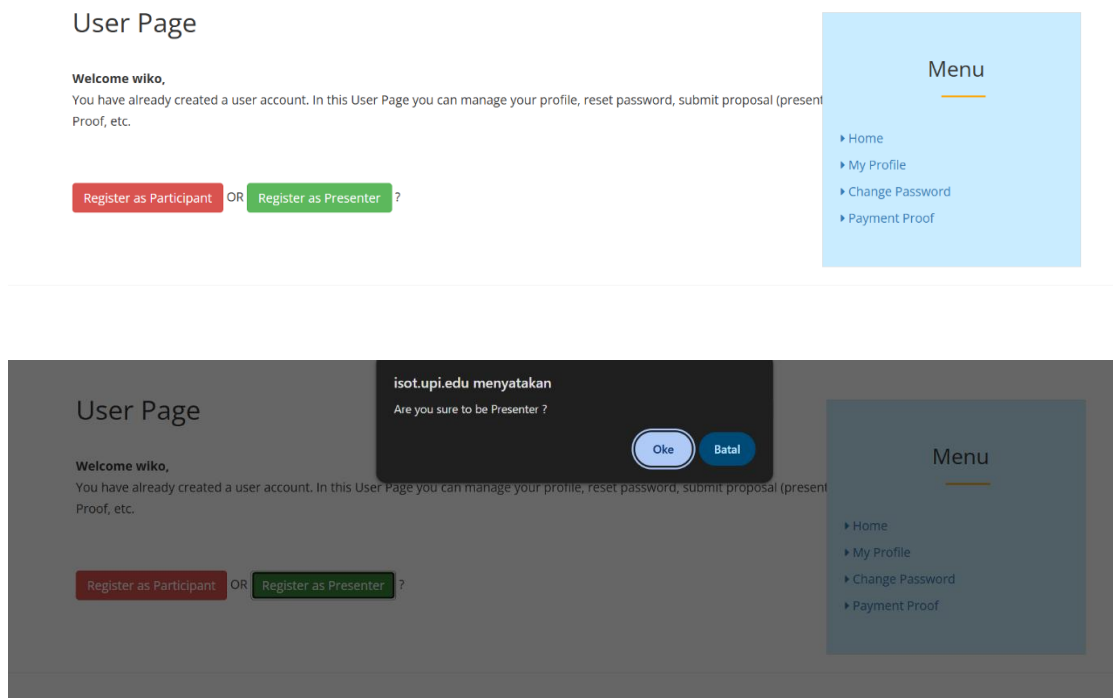 User Page
Welcome wiko,
You have already created a user account. In this User Page you can manage your profile, reset password, submit proposal (present
Proof, etc.
Register as Participant OR Register as Presenter ?
Menu
Home
My Profile
Change Password
Payment Proof
isot.upi.edu menyatakan
Are you sure to be Presenter ?
Oke Batal
User Page
Welcome wiko,
You have already created a user account. In this User Page you can manage your profile, reset password, submit proposal (present
Proof, etc.
Register as Participant OR Register as Presenter ?
Menu
Home
My Profile
Change Password
Payment Proof